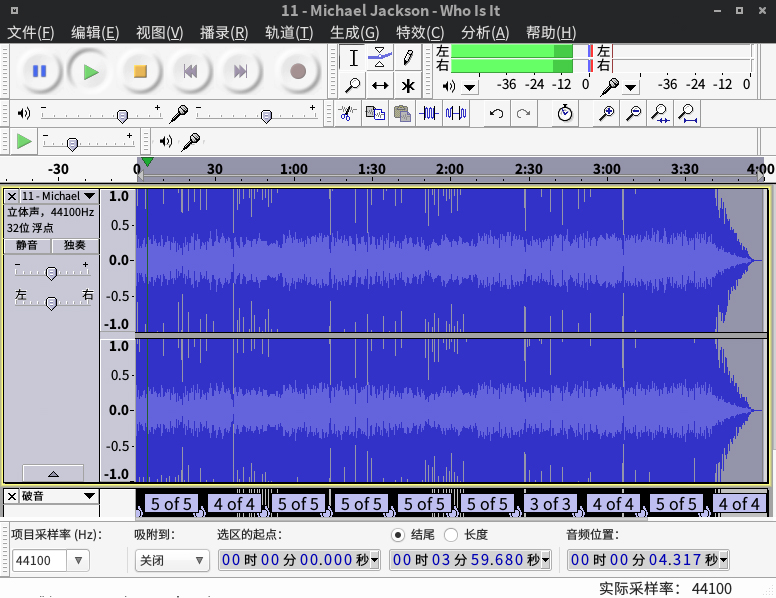 11 - Michael Jackson - Who Is It
文件(F) 编辑(E) 视图(V) 播录(R) 轨道(T) 生成(G) 特效(C) 分析(A) 帮助(H)
左
右
-36 -24 -12 0
左
右
-36 -24 -12 0
- +
- +
- +
-30 0 30 1:00 1:30 2:00 2:30 3:00 3:30 4:00
11 - Michael
立体声，44100Hz
32位 浮点
静音 独奏
- +
左 右
1.0
0.5-
0.0-
-0.5-
-1.0
1.0
0.5-
0.0-
-0.5-
-1.0
破音
5 of 5 4 of 4 5 of 5 5 of 5 5 of 5 5 of 5 3 of 3 4 of 4 5 of 5 4 of 4
项目采样率 (Hz)： 吸附到： 选区的起点： 结尾 长度 音频位置：
44100 关闭 00 时 00 分 00.000 秒 00 时 03 分 59.680 秒 00 时 00 分 04.317 秒
实际采样率： 44100